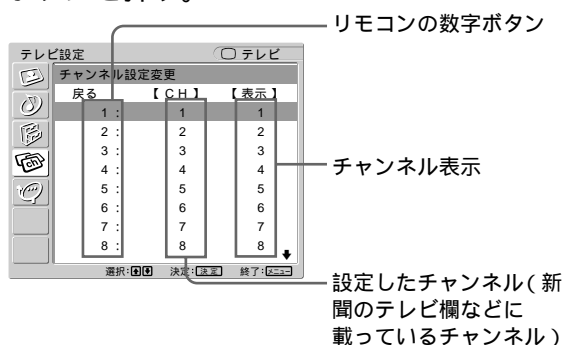 リモコンの数字ボタン
テレビ設定 テレビ
チャンネル設定変更
戻る 【CH】 【表示】
1 : 1 1
2 : 2 2
3 : 3 3
4 : 4 4
5 : 5 5
6 : 6 6
7 : 7 7
8 : 8 8
選択: 決定:決定 終了:メニュー
チャンネル表示
設定したチャンネル(新
聞のテレビ欄などに
載っているチャンネル)